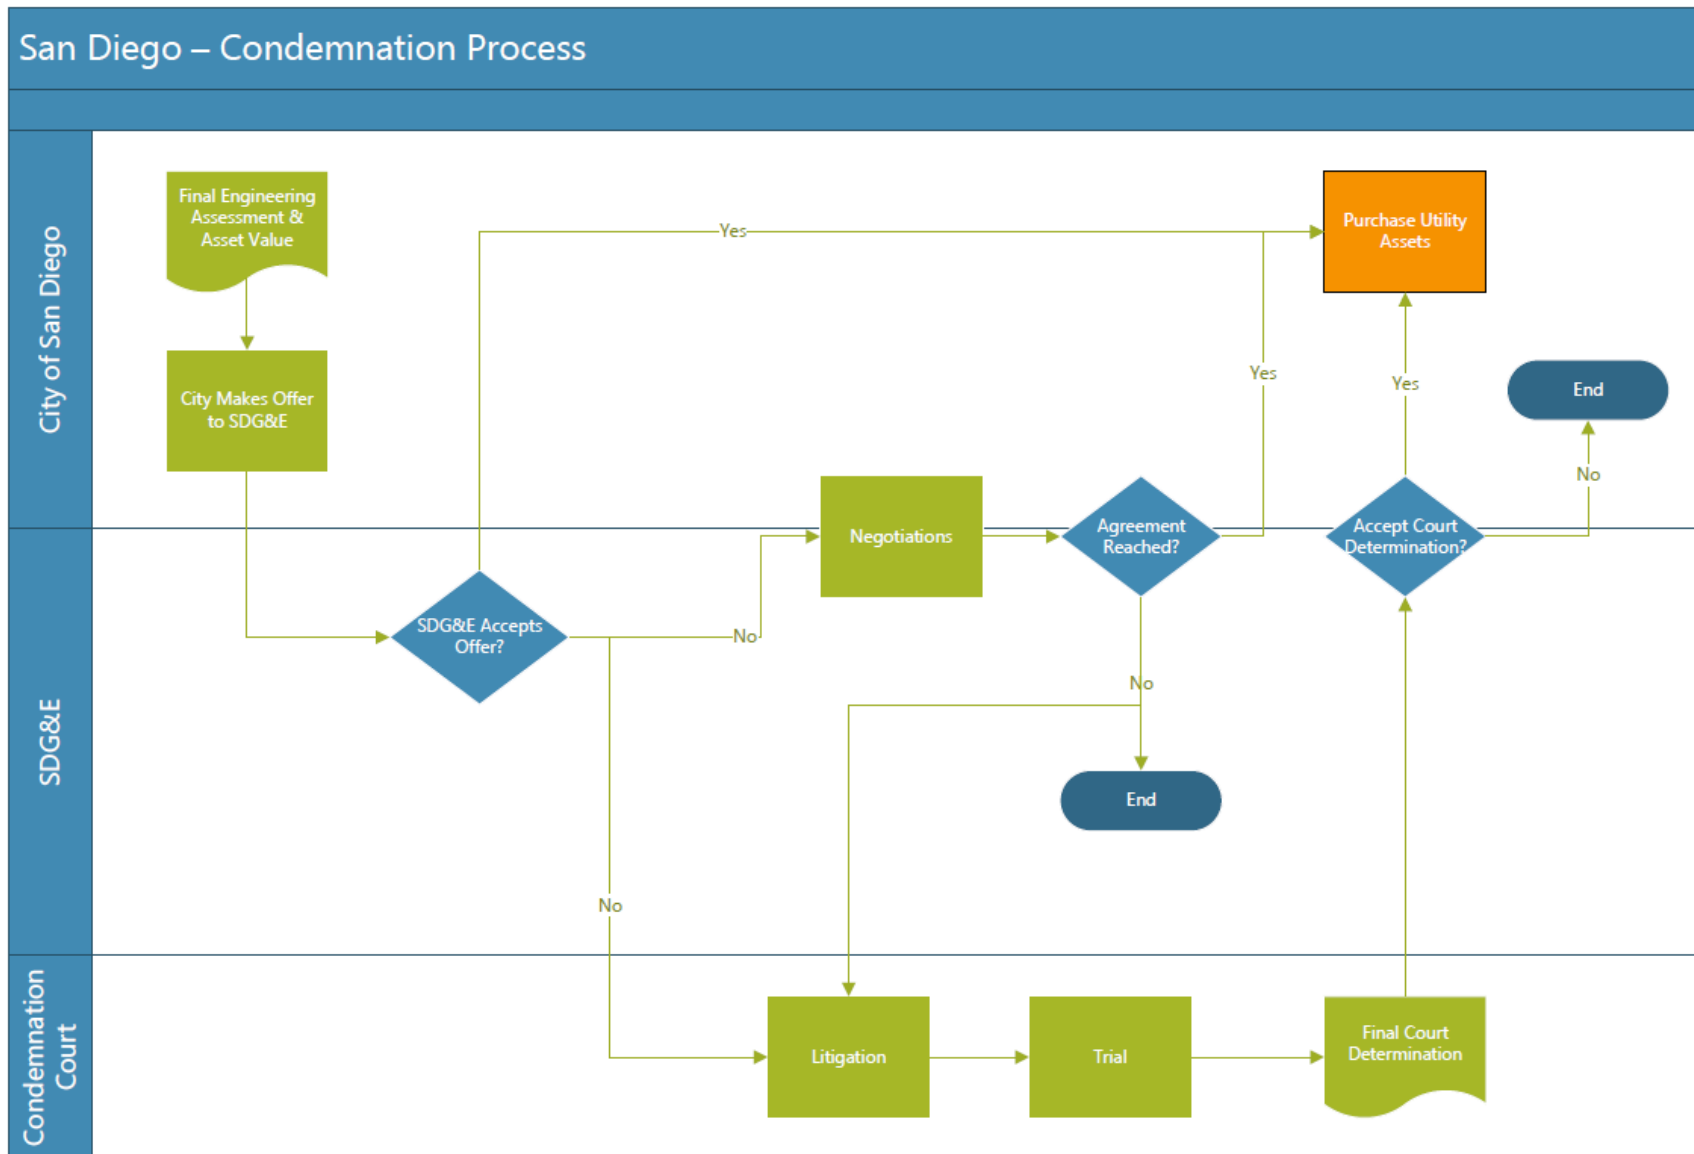 San Diego – Condemnation Process
City of San Diego
Final Engineering
Assessment &
Asset Value
Yes
Purchase Utility
Assets
City Makes Offer
to SDG&E
Yes
Yes
End
No
Negotiations
Agreement
Reached?
Accept Court
Determination?
SDG&E
SDG&E Accepts
Offer?
No
No
End
No
Condemnation
Court
Litigation
Trial
Final Court
Determination